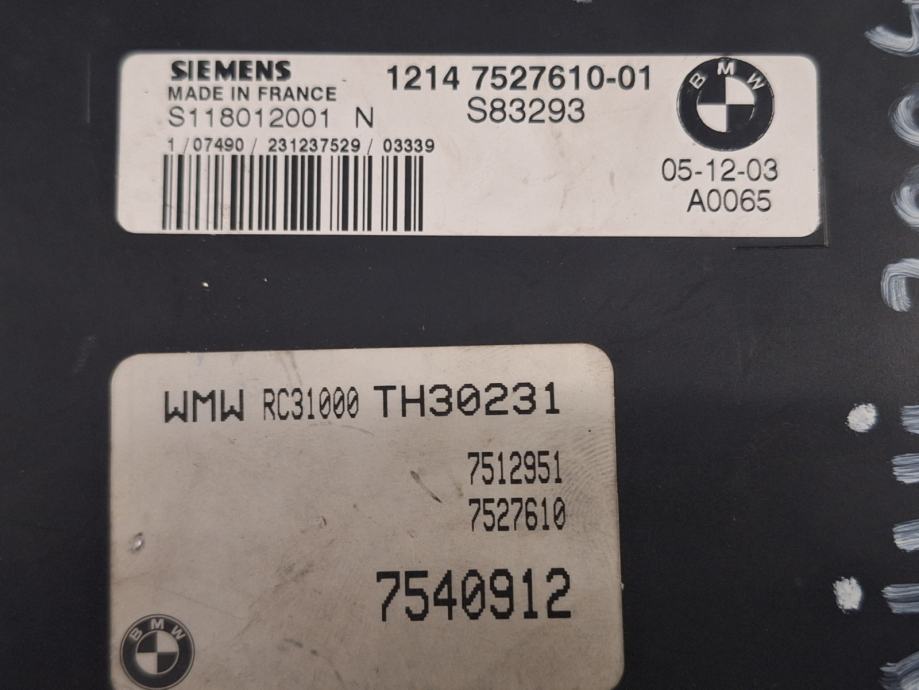 SIEMENS
MADE IN FRANCE
S118012001 N
1 / 07490 / 231237529 / 03339
1214 7527610-01
S83293
BMW
05-12-03
A0065
WMW RC31000 TH30231
7512951
7527610
7540912
BMW